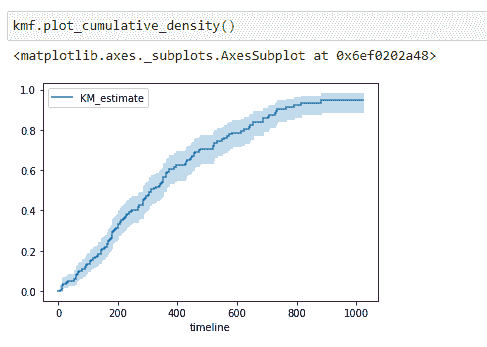 kmf.plot_cumulative_density()
<matplotlib.axes._subplots.AxesSubplot at 0x6ef0202a48>
KM_estimate
1.0
0.8
0.6
0.4
0.2
0.0
0 200 400 600 800 1000
timeline